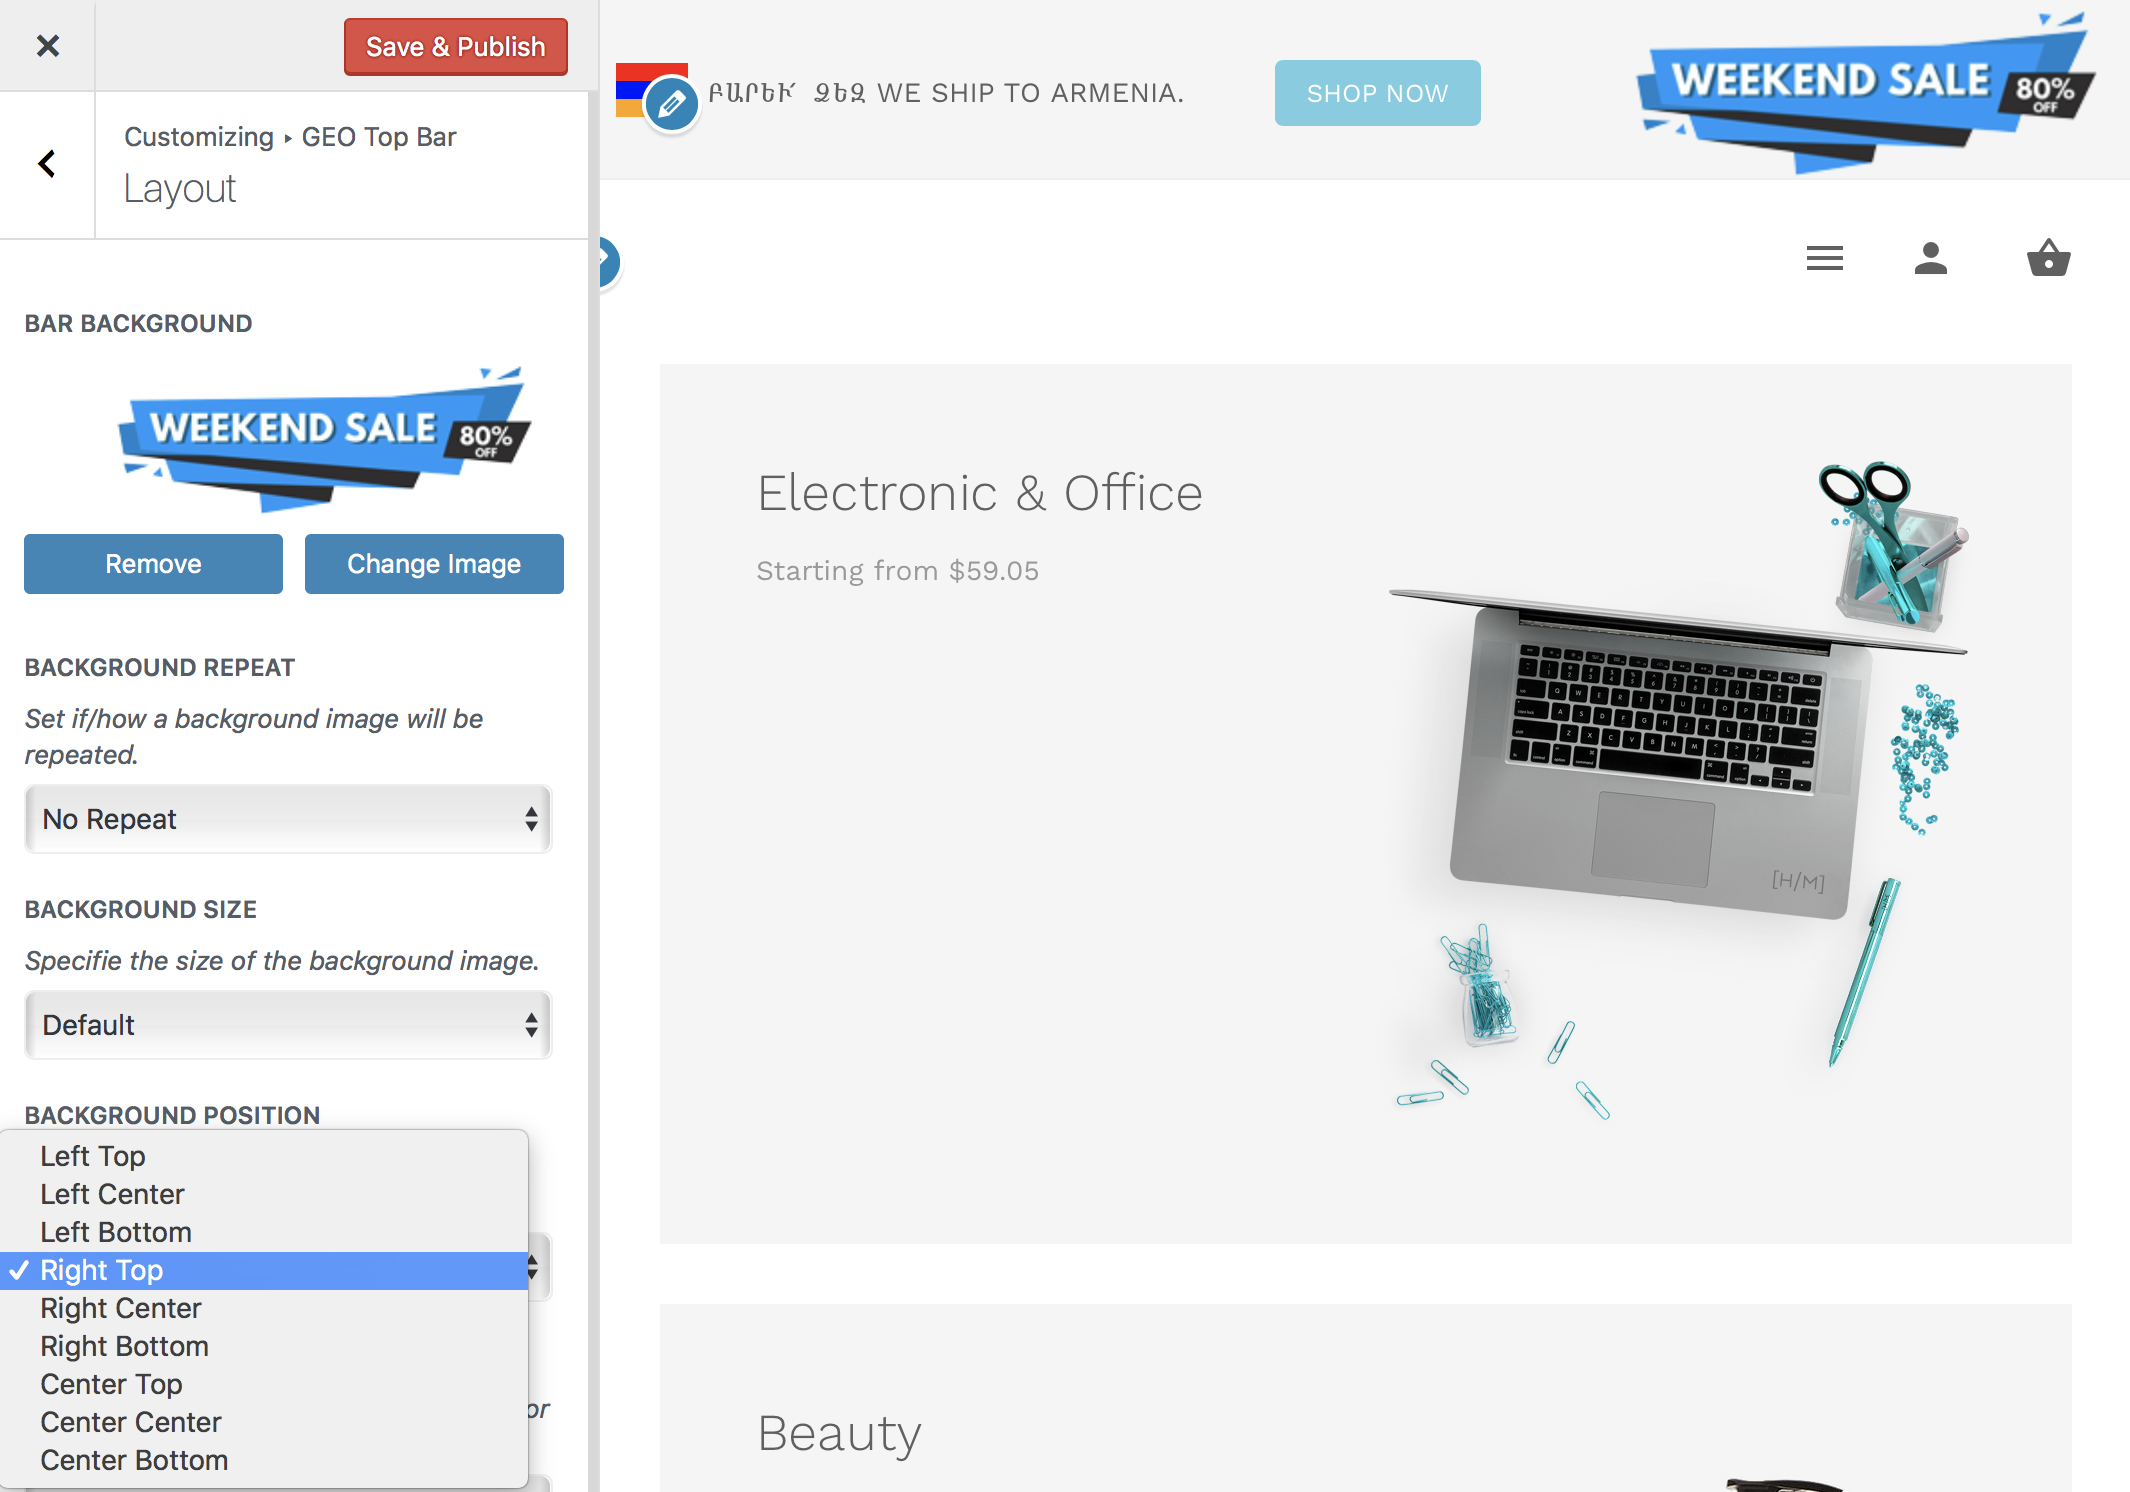 Save & Publish
Customizing ▸ GEO Top Bar
Layout
BAR BACKGROUND
WEEKEND SALE
80%
OFF
Remove
Change Image
BACKGROUND REPEAT
Set if/how a background image will be
repeated.
No Repeat
BACKGROUND SIZE
Specifie the size of the background image.
Default
BACKGROUND POSITION
Left Top
Left Center
Left Bottom
Right Top
Right Center
Right Bottom
Center Top
Center Center
Center Bottom
or
ԲԱՐԵՒ ՁԵԶ WE SHIP TO ARMENIA.
SHOP NOW
WEEKEND SALE
80%
OFF
Electronic & Office
Starting from $59.05
[H/M]
Beauty